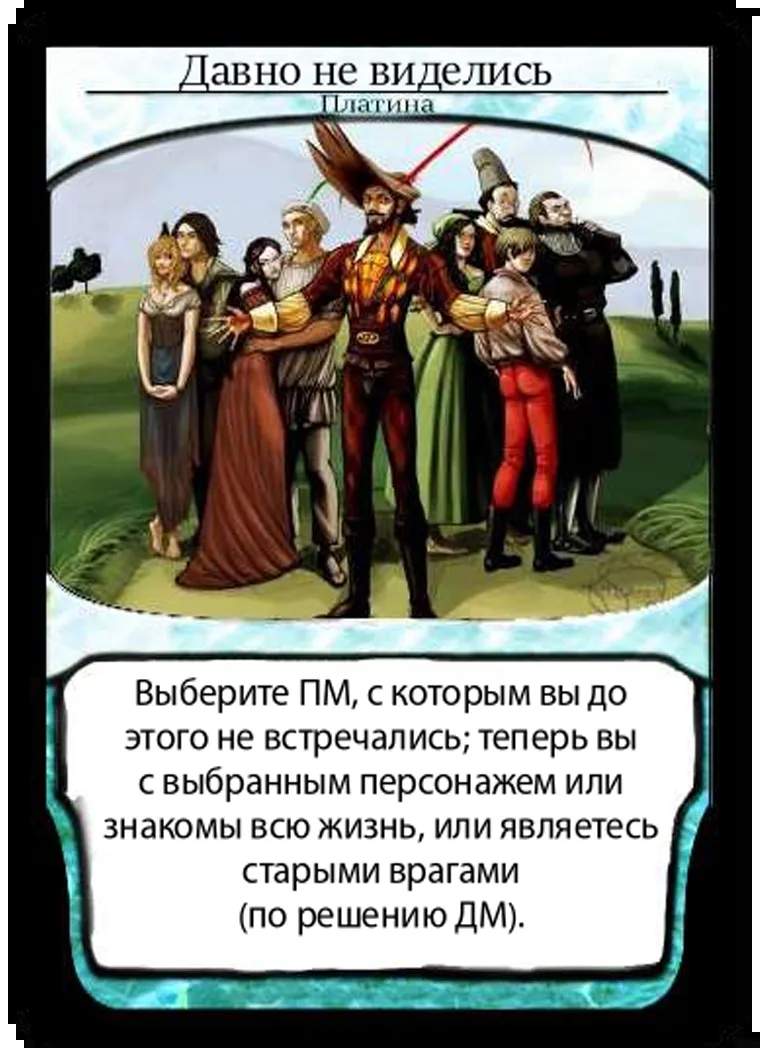 Давно не виделись
Платина
Выберите ПМ, с которым вы до
этого не встречались; теперь вы
с выбранным персонажем или
знакомы всю жизнь, или являетесь
старыми врагами
(по решению ДМ).